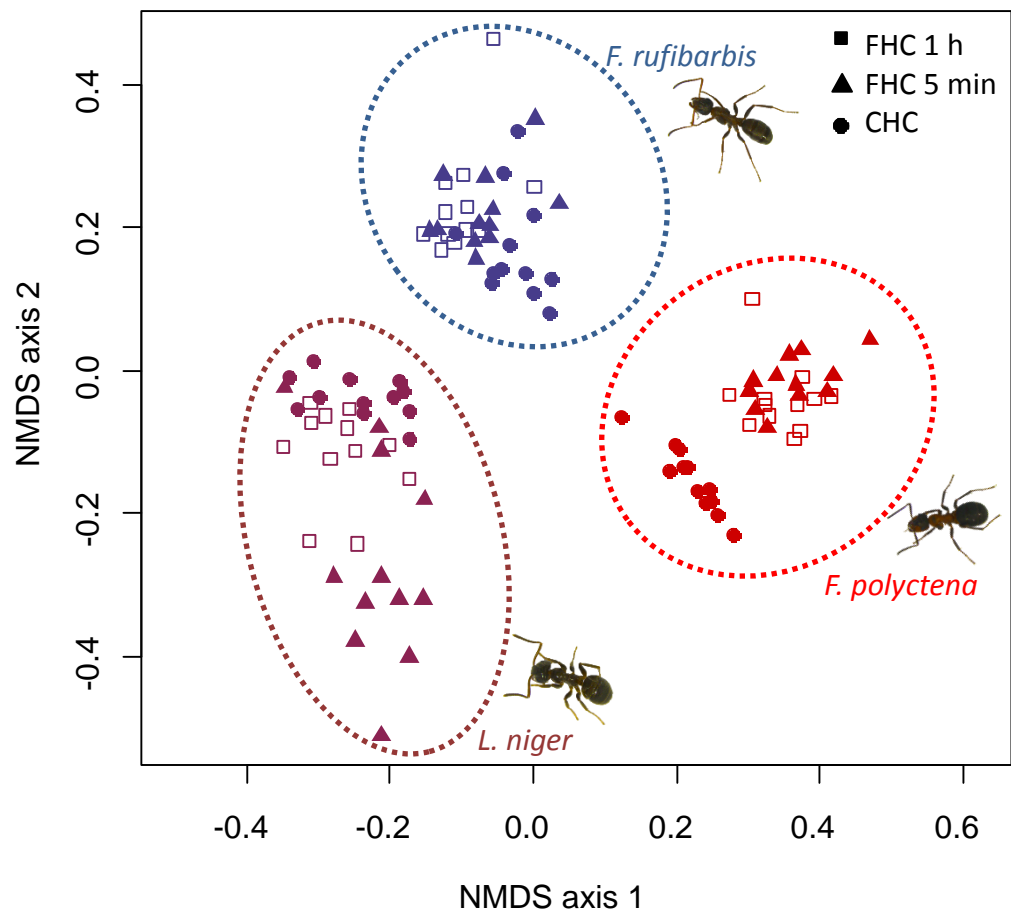 FHC 1 h
FHC 5 min
CHC
F. rufibarbis
F. polyctena
L. niger
NMDS axis 2
0.4
0.2
0.0
-0.2
-0.4
-0.4
-0.2
0.0
0.2
0.4
0.6
NMDS axis 1